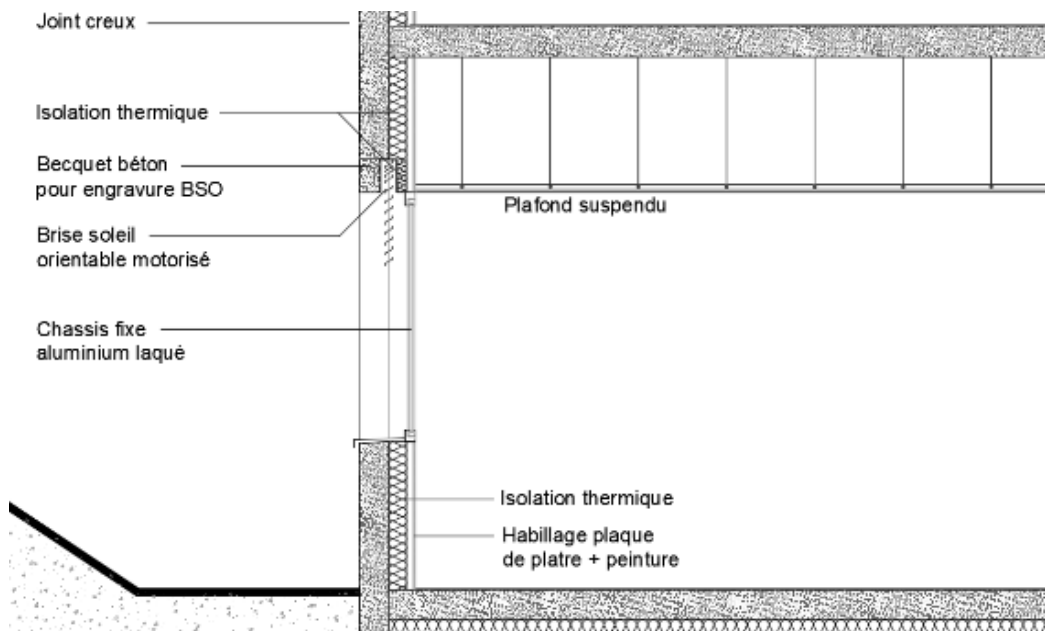 Joint creux
Isolation thermique
Becquet béton
pour engravure BSO
Plafond suspendu
Brise soleil
orientable motorisé
Chassis fixe
aluminium laqué
Isolation thermique
Habillage plaque
de platre + peinture